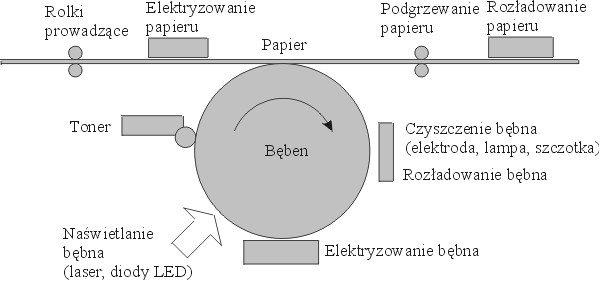 Rolki
prowadzące
Elektryzowanie
papieru
Papier
Podgrzewanie
papieru
Rozładowanie
papieru
Toner
Bęben
Czyszczenie bębna
(elektroda, lampa, szczotka)
Rozładowanie bębna
Naświetlanie
bębna
(laser, diody LED)
Elektryzowanie bębna